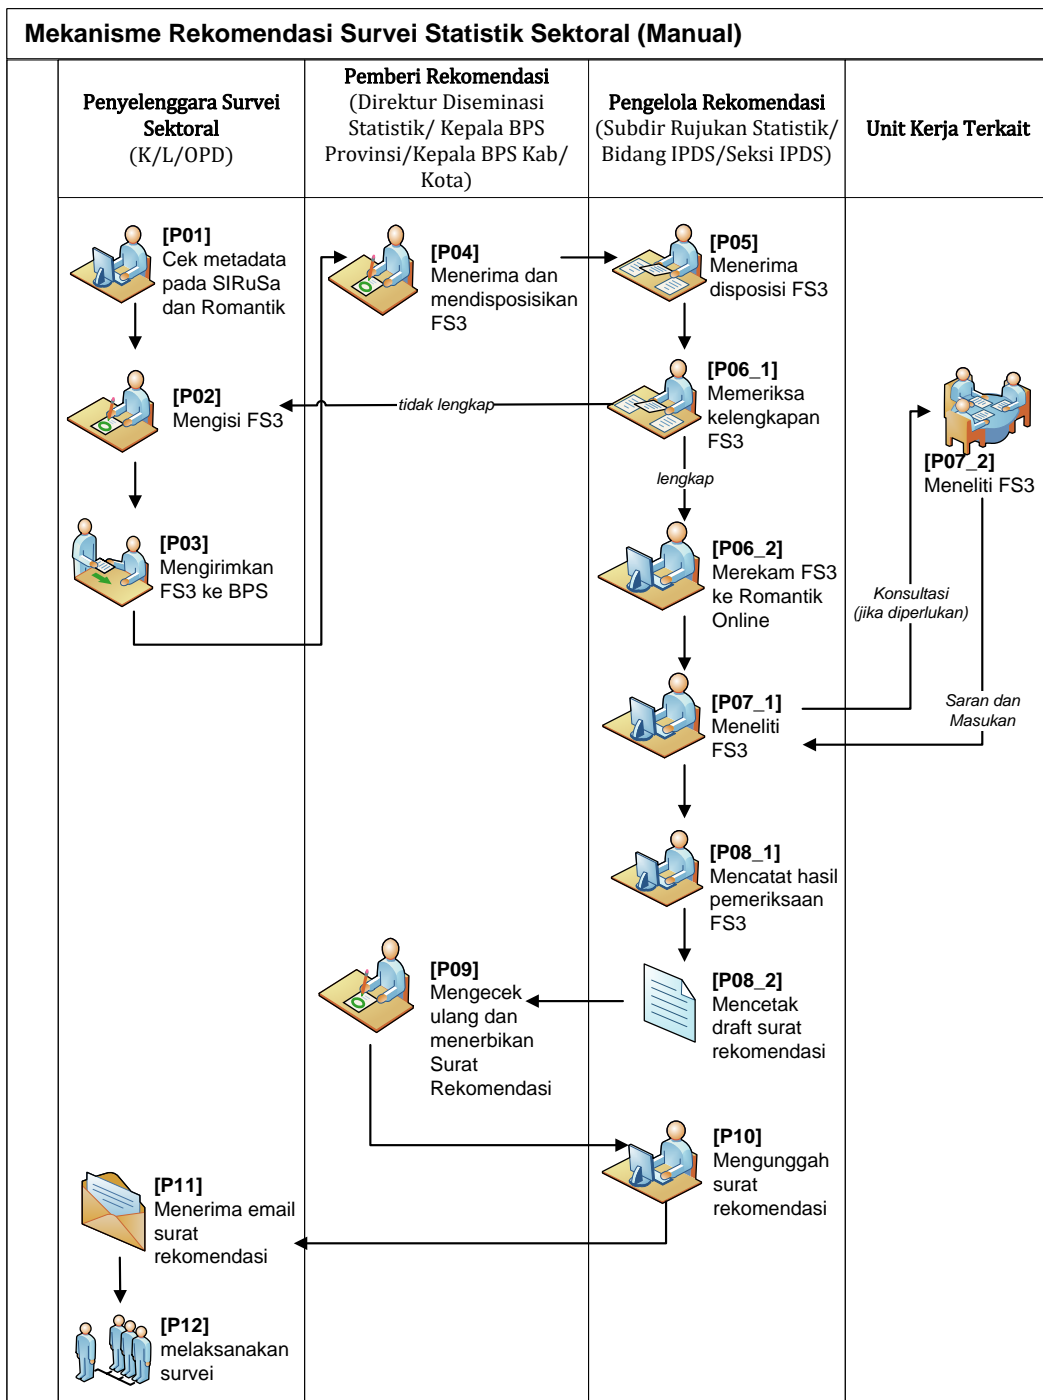 Mekanisme Rekomendasi Survei Statistik Sektoral (Manual)
Penyelenggara Survei
Sektoral
(K/L/OPD)
Pemberi Rekomendasi
(Direktur Diseminasi
Statistik/ Kepala BPS
Provinsi/Kepala BPS Kab/
Kota)
Pengelola Rekomendasi
(Subdir Rujukan Statistik/
Bidang IPDS/Seksi IPDS)
Unit Kerja Terkait
[P01]
Cek metadata
pada SIRuSa
dan Romantik
[P04]
Menerima dan
mendisposisikan
FS3
[P05]
Menerima
disposisi FS3
[P02]
Mengisi FS3
tidak lengkap
[P06_1]
Memeriksa
kelengkapan
FS3
lengkap
[P07_2]
Meneliti FS3
[P03]
Mengirimkan
FS3 ke BPS
[P06_2]
Merekam FS3
ke Romantik
Online
Konsultasi
(jika diperlukan)
[P07_1]
Meneliti
FS3
Saran dan
Masukan
[P08_1]
Mencatat hasil
pemeriksaan
FS3
[P09]
Mengecek
ulang dan
menerbikan
Surat
Rekomendasi
[P08_2]
Mencetak
draft surat
rekomendasi
[P10]
Mengunggah
surat
rekomendasi
[P11]
Menerima email
surat
rekomendasi
[P12]
melaksanakan
survei